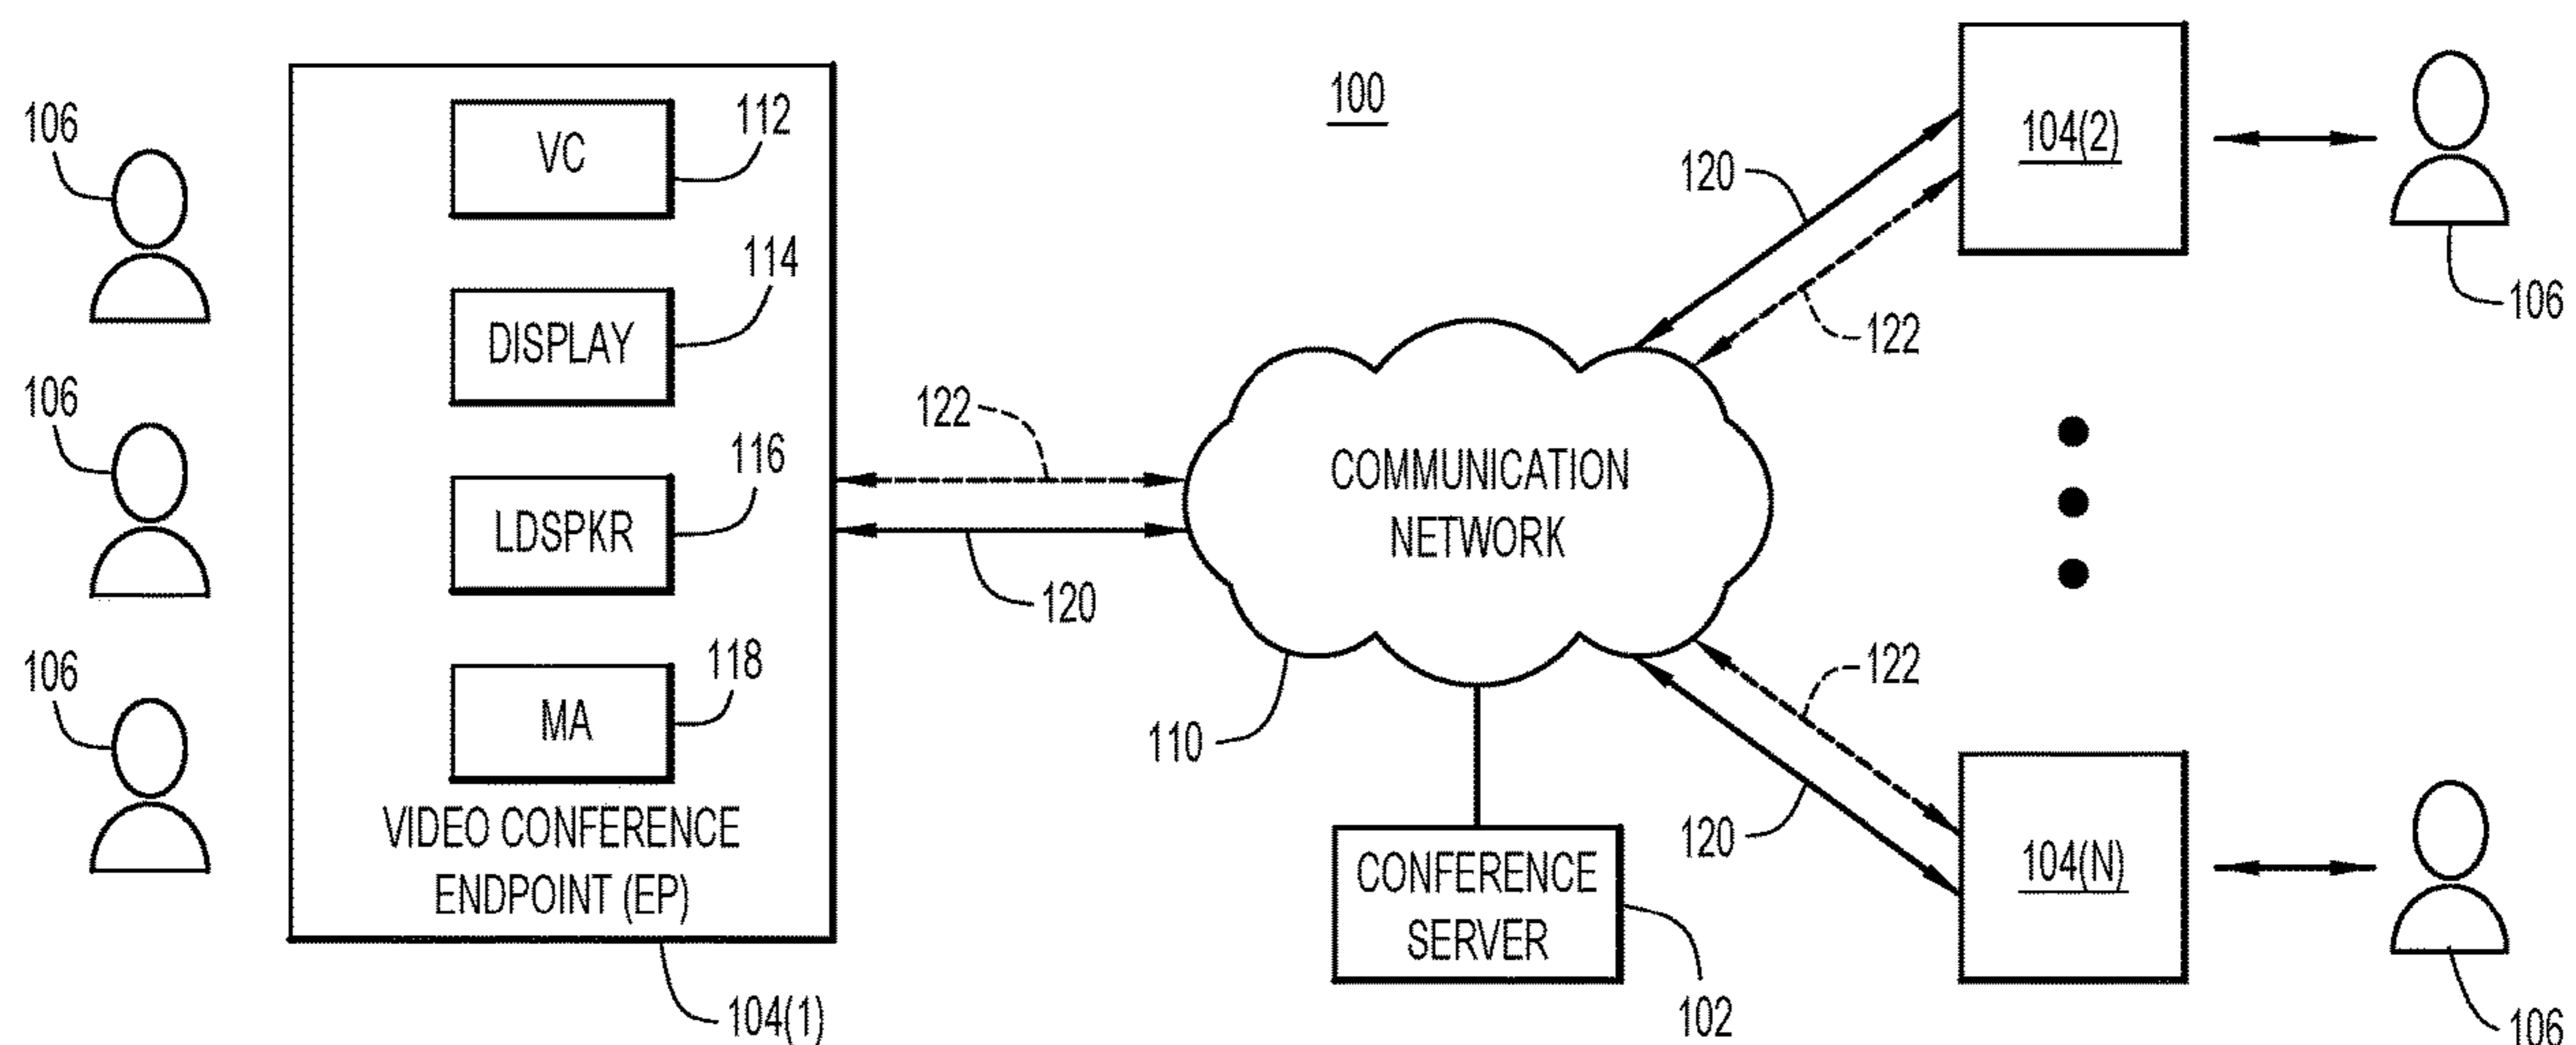 100
106
106
106
VC
112
DISPLAY
114
LDSPKR
116
MA
118
VIDEO CONFERENCE
ENDPOINT (EP)
104(1)
122
120
COMMUNICATION
NETWORK
110
CONFERENCE
SERVER
102
120
122
104(2)
106
122
120
104(N)
106